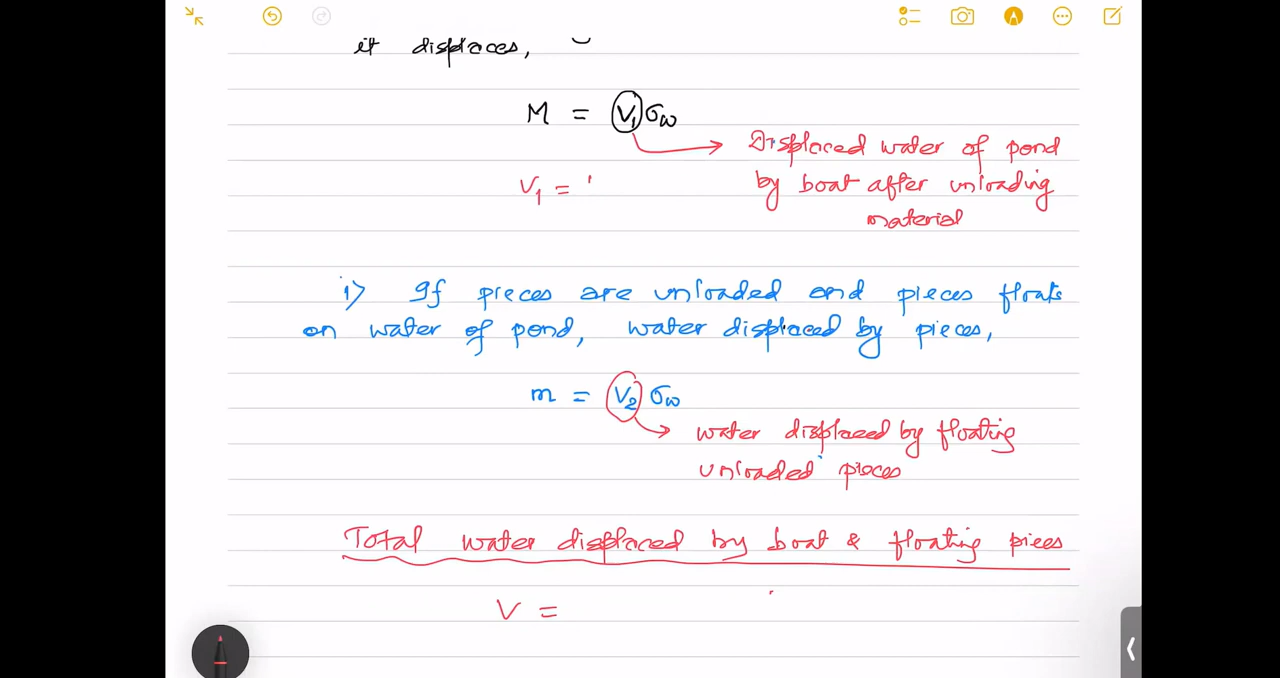 it displaces,
M = V₁σw
Displaced water of pond
V₁ =
by boat after unloading
material
i) If pieces are unloaded and pieces floats
on water of pond, water displaced by pieces,
m = V₂ σw
water displaced by floating
unloaded pieces
Total water displaced by boat & floating pieces
V =